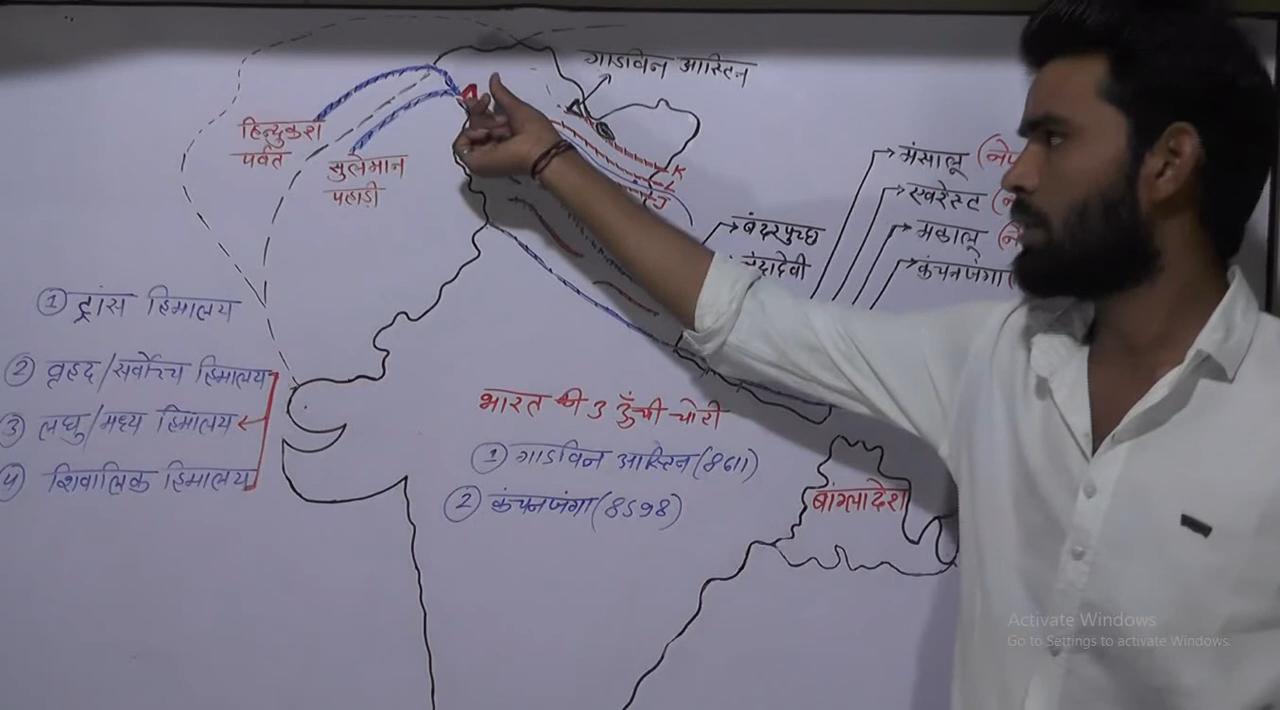 गाडविन आस्टिन
हिन्दुकश
पर्वत
सुलेमान
पहाड़ी
K
L
J
मंसालू (नेप
एवरेस्ट (न
मकालू (ने
कंचनजंगा (
बंदरपुच्छ
नंदादेवी
① ट्रांस हिमालय
② वृहद/सर्वोच्च हिमालय
③ लघु/मध्य हिमालय
4) शिवालिक हिमालय
भारत की 3 ऊँची चोटी
① गाडविन आस्तिन (8611)
② कंचनजंगा (8598)
बांग्लादेश
Activate Windows
Go to Settings to activate Windows.